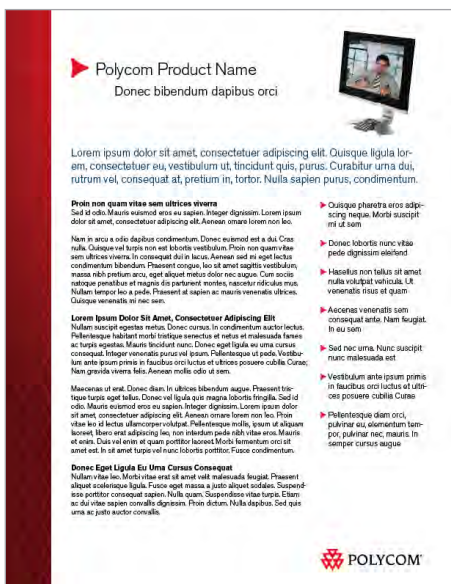 Polycom Product Name
Donec bibendum dapibus orci
Lorem ipsum dolor sit amet, consectetuer adipiscing elit. Quisque ligula lor-
em, consectetuer eu, vestibulum ut, tincidunt quis, purus. Curabitur urna dui,
rutrum vel, consequat at, pretium in, tortor. Nulla sapien purus, condimentum.
Proin non quam vitae sem ultrices viverra
Sed id odio. Mauris euismod eros eu sapien. Integer dignissim. Lorem ipsum
dolor sit amet, consectetuer adipiscing elit. Aenean ornare lorem non leo.
Nam in arcu a odio dapibus condimentum. Donec euismod est a dui. Cras
nulla. Quisque vel turpis non est lobortis vestibulum. Proin non quam vitae
sem ultrices viverra. In consequat dui in lacus. Aenean sed mi eget lectus
condimentum bibendum. Praesent congue, leo sit amet sagittis vestibulum,
massa nibh pretium arcu, eget aliquet metus dolor nec augue. Cum sociis
natoque penatibus et magnis dis parturient montes, nascetur ridiculus mus.
Nullam tempor leo a pede. Praesent at sapien ac mauris venenatis ultrices.
Quisque venenatis mi nec sem.
Lorem Ipsum Dolor Sit Amet, Consectetuer Adipiscing Elit
Nullam suscipit egestas metus. Donec cursus. In condimentum auctor lectus.
Pellentesque habitant morbi tristique senectus et netus et malesuada fames
ac turpis egestas. Mauris tincidunt nunc. Donec eget ligula eu urna cursus
consequat. Integer venenatis purus vel ipsum. Pellentesque ut pede. Vestibu-
lum ante ipsum primis in faucibus orci luctus et ultrices posuere cubilia Curae;
Nam gravida viverra felis. Aenean mollis odio ut sem.
Maecenas ut erat. Donec diam. In ultrices bibendum augue. Praesent tris-
tique turpis eget tellus. Donec vel ligula quis magna lobortis fringilla. Sed id
odio. Mauris euismod eros eu sapien. Integer dignissim. Lorem ipsum dolor
sit amet, consectetuer adipiscing elit. Aenean ornare lorem non leo. Proin
vitae leo id lectus ullamcorper volutpat. Pellentesque mollis, ipsum ut aliquam
laoreet, libero erat adipiscing leo, non interdum pede nibh vitae eros. Mauris
et enim. Duis vel enim et quam porttitor laoreet Morbi fermentum orci sit
amet est. In sit amet turpis vel nunc lobortis porttitor. Fusce condimentum.
Donec Eget Ligula Eu Urna Cursus Consequat
Nullam vitae leo. Morbi vitae erat sit amet velit malesuada feugiat. Praesent
aliquet scelerisque ligula. Fusce eget massa a justo aliquet sodales. Suspend-
isse porttitor consequat sapien. Nulla quam. Suspendisse vitae turpis. Etiam
ac dui vitae sapien convallis dignissim. Proin dictum. Nulla dapibus. Sed quis
urna ac justo auctor convallis.
Quisque pharetra eros adipi-
scing neque. Morbi suscipit
mi ut sem
Donec lobortis nunc vitae
pede dignissim eleifend
Hasellus non tellus sit amet
nulla volutpat vehicula. Ut
venenatis risus et quam
Aecenas venenatis sem
consequat ante. Nam feugiat.
In eu sem
Sed nec urna. Nunc suscipit
nunc malesuada est
Vestibulum ante ipsum primis
in faucibus orci luctus et ultri-
ces posuere cubilia Curae
Pellentesque diam orci,
pulvinar eu, elementum tem-
por, pulvinar nec, mauris. In
semper cursus augue
POLYCOM